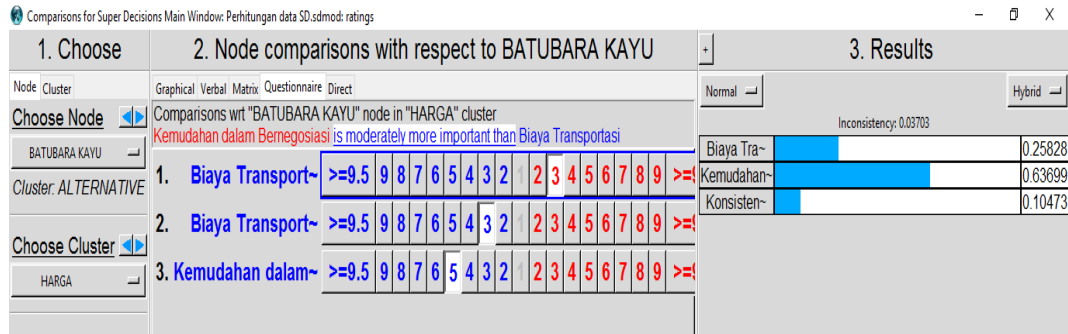 Comparisons for Super Decisions Main Window: Perhitungan data SD.sdmod: ratings
1. Choose
Node Cluster
Choose Node
BATUBARA KAYU
Cluster: ALTERNATIVE
Choose Cluster
HARGA
2. Node comparisons with respect to BATUBARA KAYU
Graphical Verbal Matrix Questionnaire Direct
Comparisons wrt "BATUBARA KAYU" node in "HARGA" cluster
Kemudahan dalam Bernegosiasi is moderately more important than Biaya Transportasi
1. Biaya Transport~ >=9.5 9 8 7 6 5 4 3 2 1 2 3 4 5 6 7 8 9 >=9
2. Biaya Transport~ >=9.5 9 8 7 6 5 4 3 2 1 2 3 4 5 6 7 8 9 >=9
3. Kemudahan dalam~ >=9.5 9 8 7 6 5 4 3 2 1 2 3 4 5 6 7 8 9 >=9
+ 3. Results
Normal Hybrid
Inconsistency: 0.03703
Biaya Tra~ 0.25828
Kemudahan~ 0.63699
Konsisten~ 0.10473